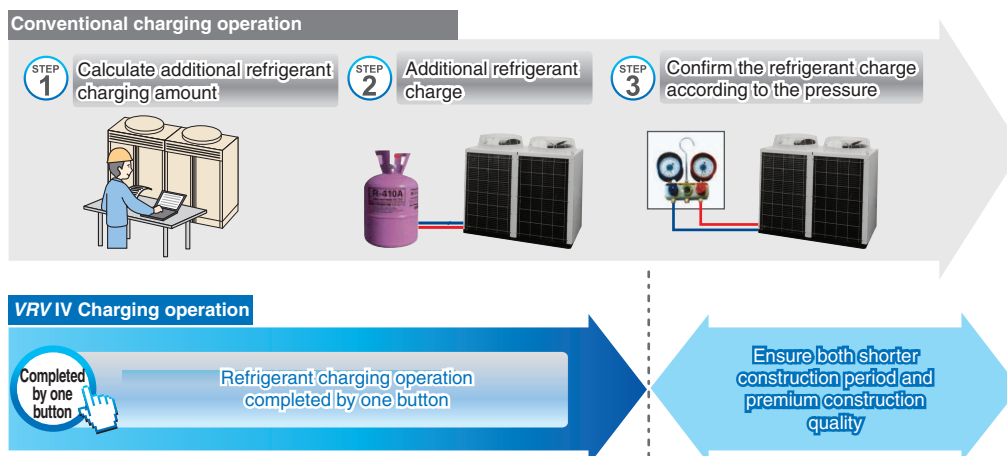 Conventional charging operation
STEP
1
Calculate additional refrigerant
charging amount
STEP
2
Additional refrigerant
charge
STEP
3
Confirm the refrigerant charge
according to the pressure
R-410A
VRV IV Charging operation
Completed
by one
button
Refrigerant charging operation
completed by one button
Ensure both shorter
construction period and
premium construction
quality